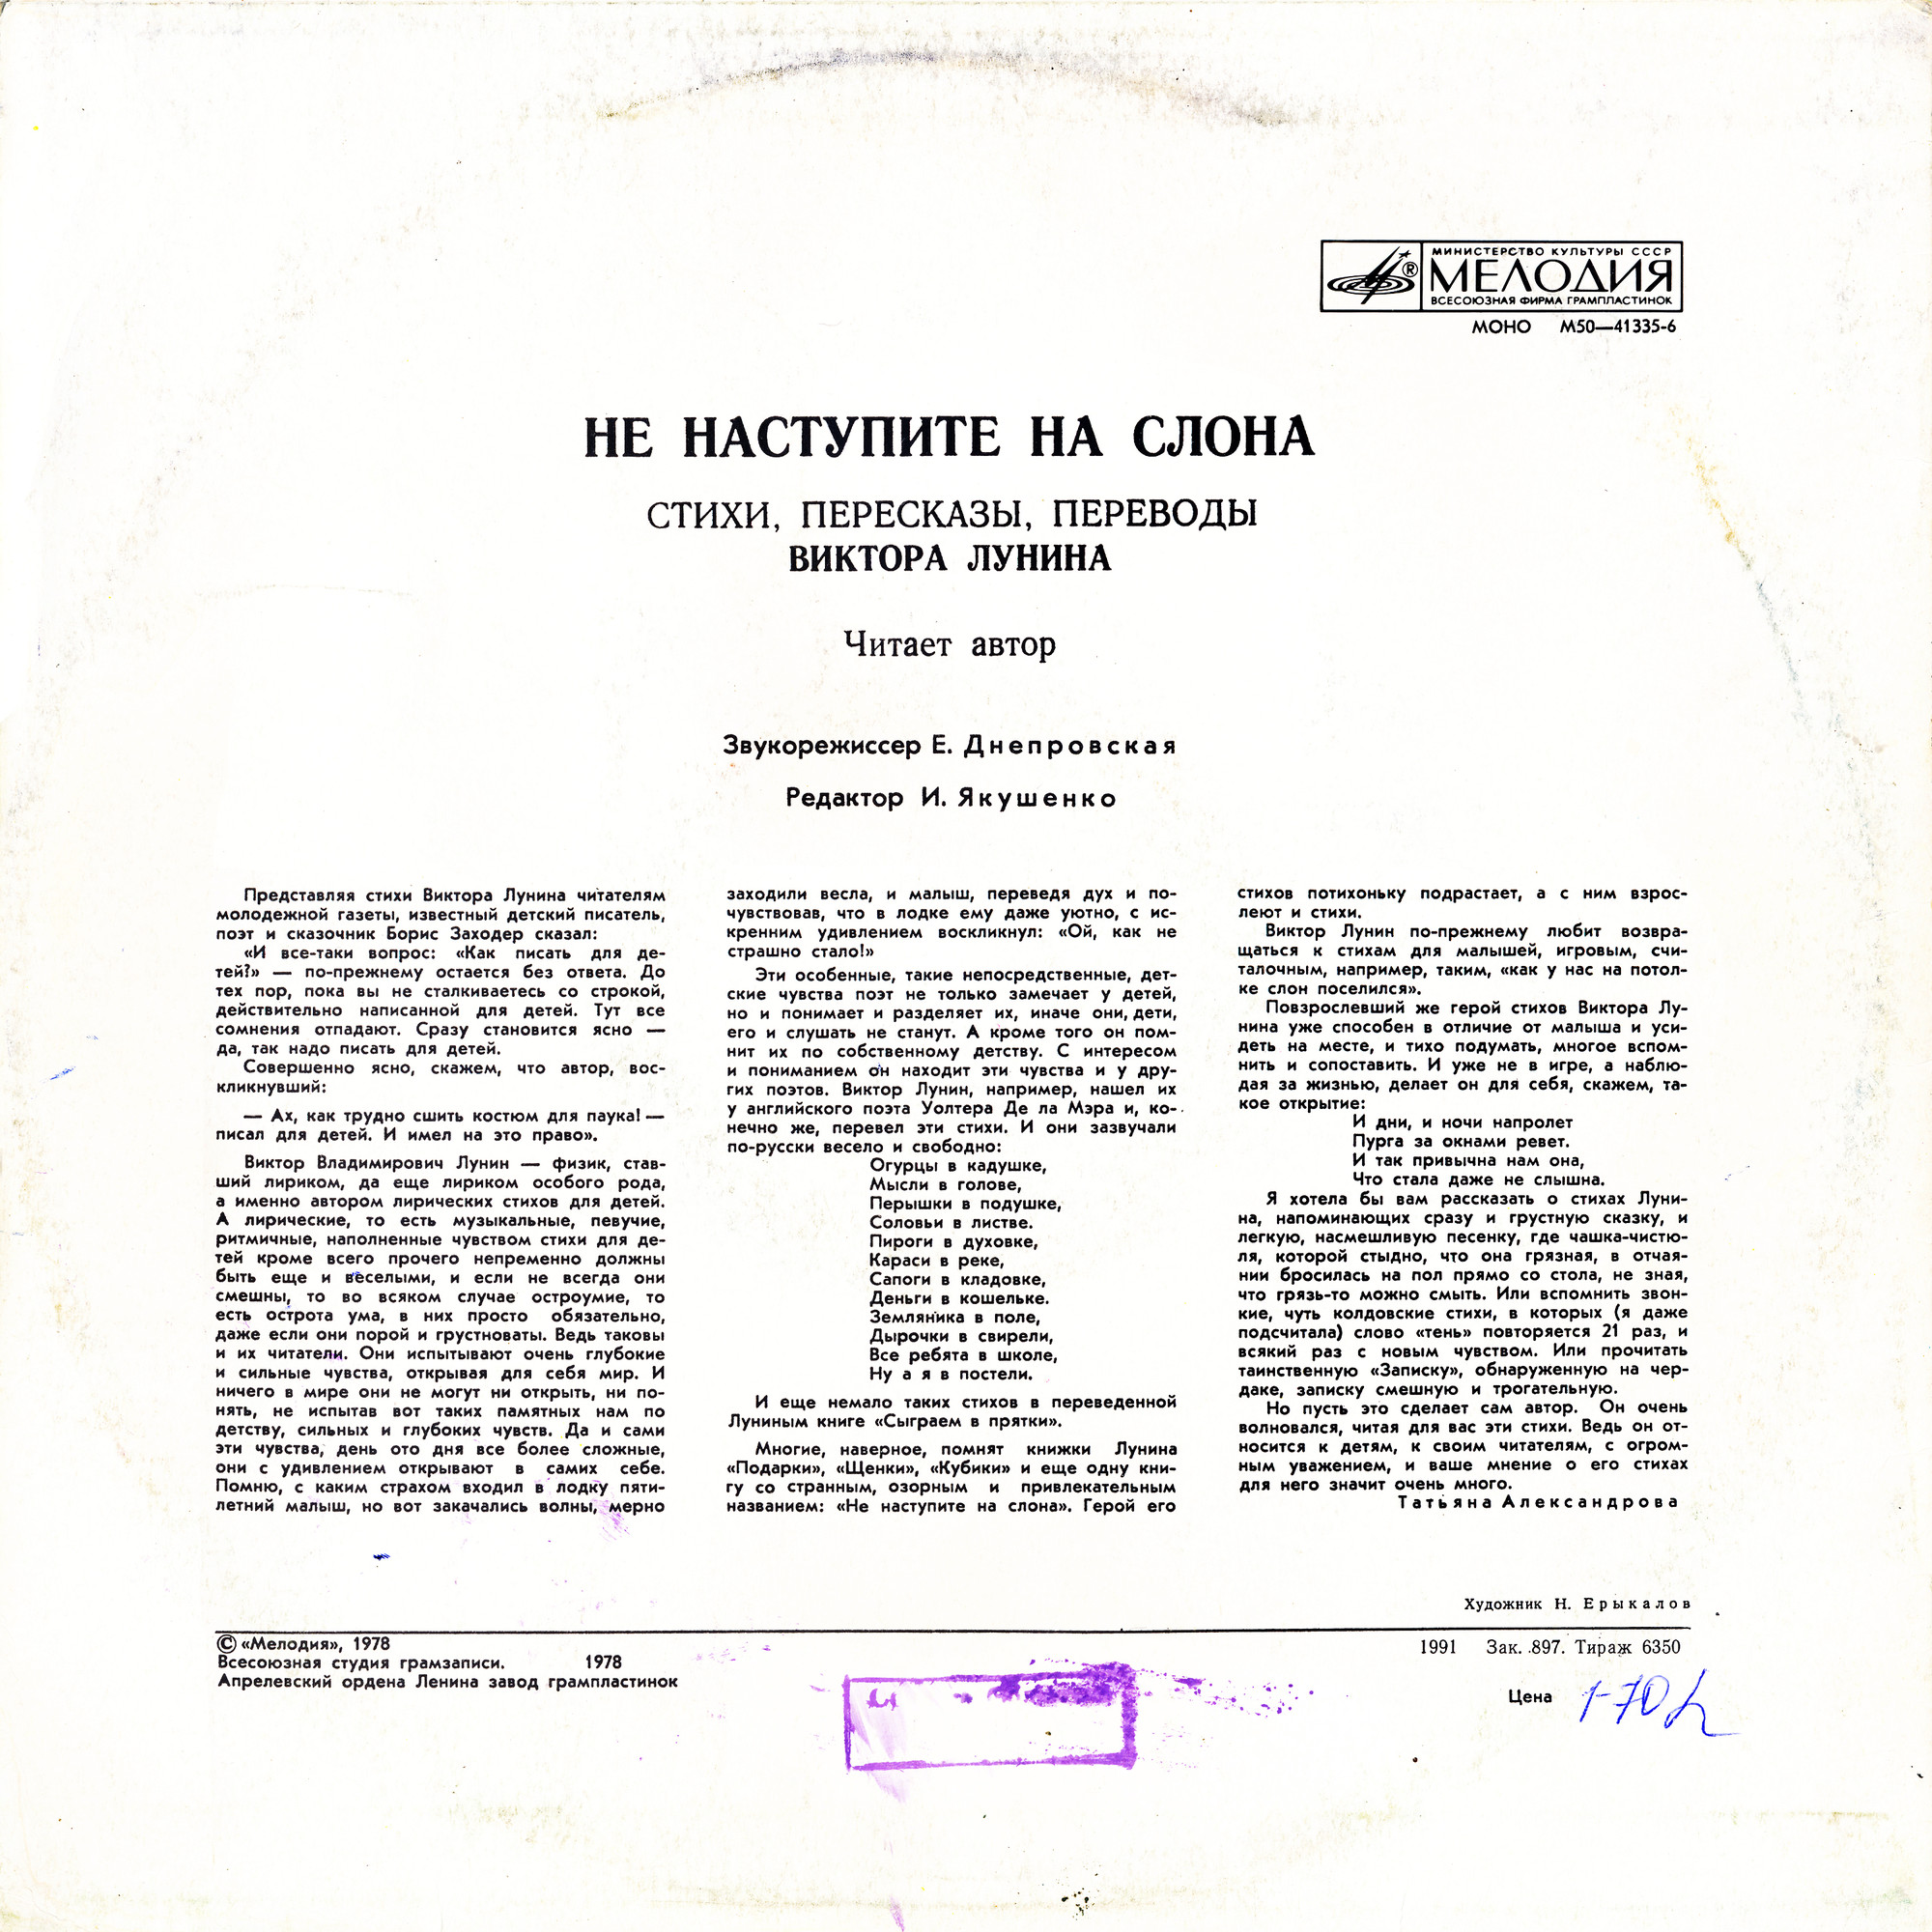 МИНИСТЕРСТВО КУЛЬТУРЫ СССР
МЕЛОДИЯ
ВСЕСОЮЗНАЯ ФИРМА ГРАМПЛАСТИНОК
МОНО М50—41335-6
НЕ НАСТУПИТЕ НА СЛОНА
СТИХИ, ПЕРЕСКАЗЫ, ПЕРЕВОДЫ
ВИКТОРА ЛУНИНА
Читает автор
Звукорежиссер Е. Днепровская
Редактор И. Якушенко
Представляя стихи Виктора Лунина читателям
молодежной газеты, известный детский писатель,
поэт и сказочник Борис Заходер сказал:
«И все-таки вопрос: «Как писать для де-
тей?» — по-прежнему остается без ответа. До
тех пор, пока вы не сталкиваетесь со строкой,
действительно написанной для детей. Тут все
сомнения отпадают. Сразу становится ясно —
да, так надо писать для детей.
Совершенно ясно, скажем, что автор, вос-
кликнувший:
— Ах, как трудно сшить костюм для паука! —
писал для детей. И имел на это право».
Виктор Владимирович Лунин — физик, став-
ший лириком, да еще лириком особого рода,
а именно автором лирических стихов для детей.
А лирические, то есть музыкальные, певучие,
ритмичные, наполненные чувством стихи для де-
тей кроме всего прочего непременно должны
быть еще и веселыми, и если не всегда они
смешны, то во всяком случае остроумие, то
есть острота ума, в них просто обязательно,
даже если они порой и грустноваты. Ведь таковы
и их читатели. Они испытывают очень глубокие
и сильные чувства, открывая для себя мир. И
ничего в мире они не могут ни открыть, ни по-
нять, не испытав вот таких памятных нам по
детству, сильных и глубоких чувств. Да и сами
эти чувства, день ото дня все более сложные,
они с удивлением открывают в самих себе.
Помню, с каким страхом входил в лодку пяти-
летний малыш, но вот закачались волны, мерно
заходили весла, и малыш, переведя дух и по-
чувствовав, что в лодке ему даже уютно, с ис-
кренним удивлением воскликнул: «Ой, как не
страшно стало!»
Эти особенные, такие непосредственные, дет-
ские чувства поэт не только замечает у детей,
но и понимает и разделяет их, иначе они, дети,
его и слушать не станут. А кроме того он пом-
нит их по собственному детству. С интересом
и пониманием он находит эти чувства и у дру-
гих поэтов. Виктор Лунин, например, нашел их
у английского поэта Уолтера Де ла Мэра и, ко-
нечно же, перевел эти стихи. И они зазвучали
по-русски весело и свободно:
Огурцы в кадушке,
Мысли в голове,
Перышки в подушке,
Соловьи в листве.
Пироги в духовке,
Караси в реке,
Сапоги в кладовке,
Деньги в кошельке.
Земляника в поле,
Дырочки в свирели,
Все ребята в школе,
Ну а я в постели.
И еще немало таких стихов в переведенной
Луниным книге «Сыграем в прятки».
Многие, наверное, помнят книжки Лунина
«Подарки», «Щенки», «Кубики» и еще одну кни-
гу со странным, озорным и привлекательным
названием: «Не наступите на слона». Герой его
стихов потихоньку подрастает, а с ним взрос-
леют и стихи.
Виктор Лунин по-прежнему любит возвра-
щаться к стихам для малышей, игровым, счи-
талочным, например, таким, «как у нас на потол-
ке слон поселился».
Повзрослевший же герой стихов Виктора Лу-
нина уже способен в отличие от малыша и уси-
деть на месте, и тихо подумать, многое вспом-
нить и сопоставить. И уже не в игре, а наблю-
дая за жизнью, делает он для себя, скажем, та-
кое открытие:
И дни, и ночи напролет
Пурга за окнами ревет.
И так привычна нам она,
Что стала даже не слышна.
Я хотела бы вам рассказать о стихах Луни-
на, напоминающих сразу и грустную сказку, и
легкую, насмешливую песенку, где чашка-чистю-
ля, которой стыдно, что она грязная, в отчая-
нии бросилась на пол прямо со стола, не зная,
что грязь-то можно смыть. Или вспомнить звон-
кие, чуть колдовские стихи, в которых (я даже
подсчитала) слово «тень» повторяется 21 раз, и
всякий раз с новым чувством. Или прочитать
таинственную «Записку», обнаруженную на чер-
даке, записку смешную и трогательную.
Но пусть это сделает сам автор. Он очень
волновался, читая для вас эти стихи. Ведь он от-
носится к детям, к своим читателям, с огром-
ным уважением, и ваше мнение о его стихах
для него значит очень много.
Татьяна Александрова
Художник Н. Ерыкалов
© «Мелодия», 1978
Всесоюзная студия грамзаписи. 1978
Апрелевский ордена Ленина завод грампластинок
1991 Зак. 897. Тираж 6350
Цена 1-70